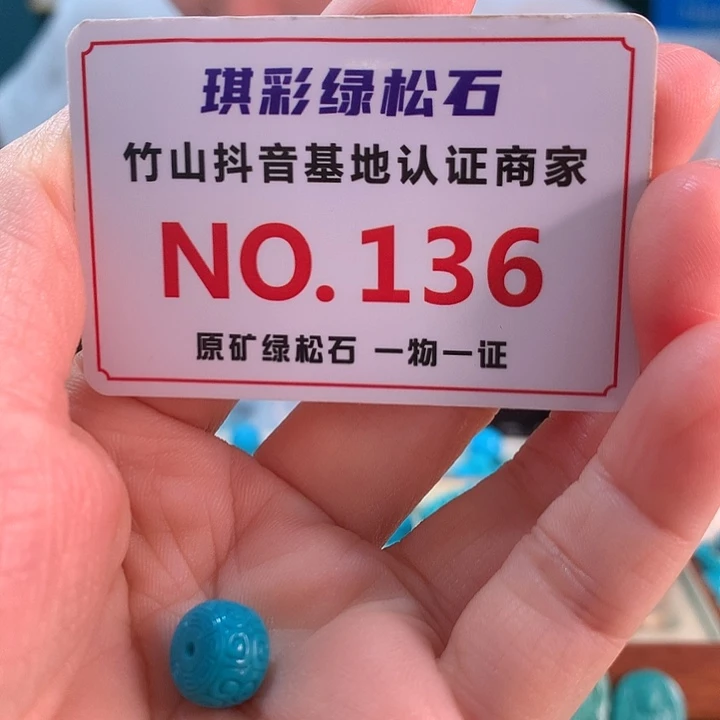 琪彩绿松石
竹山抖音基地认证商家
NO.136
原矿绿松石 一物一证